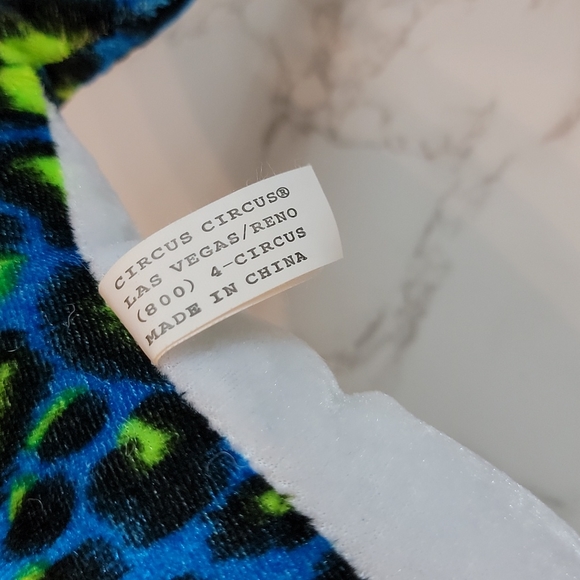 CIRCUS CIRCUS®
LAS VEGAS/RENO
(800) 4-CIRCUS
MADE IN CHINA